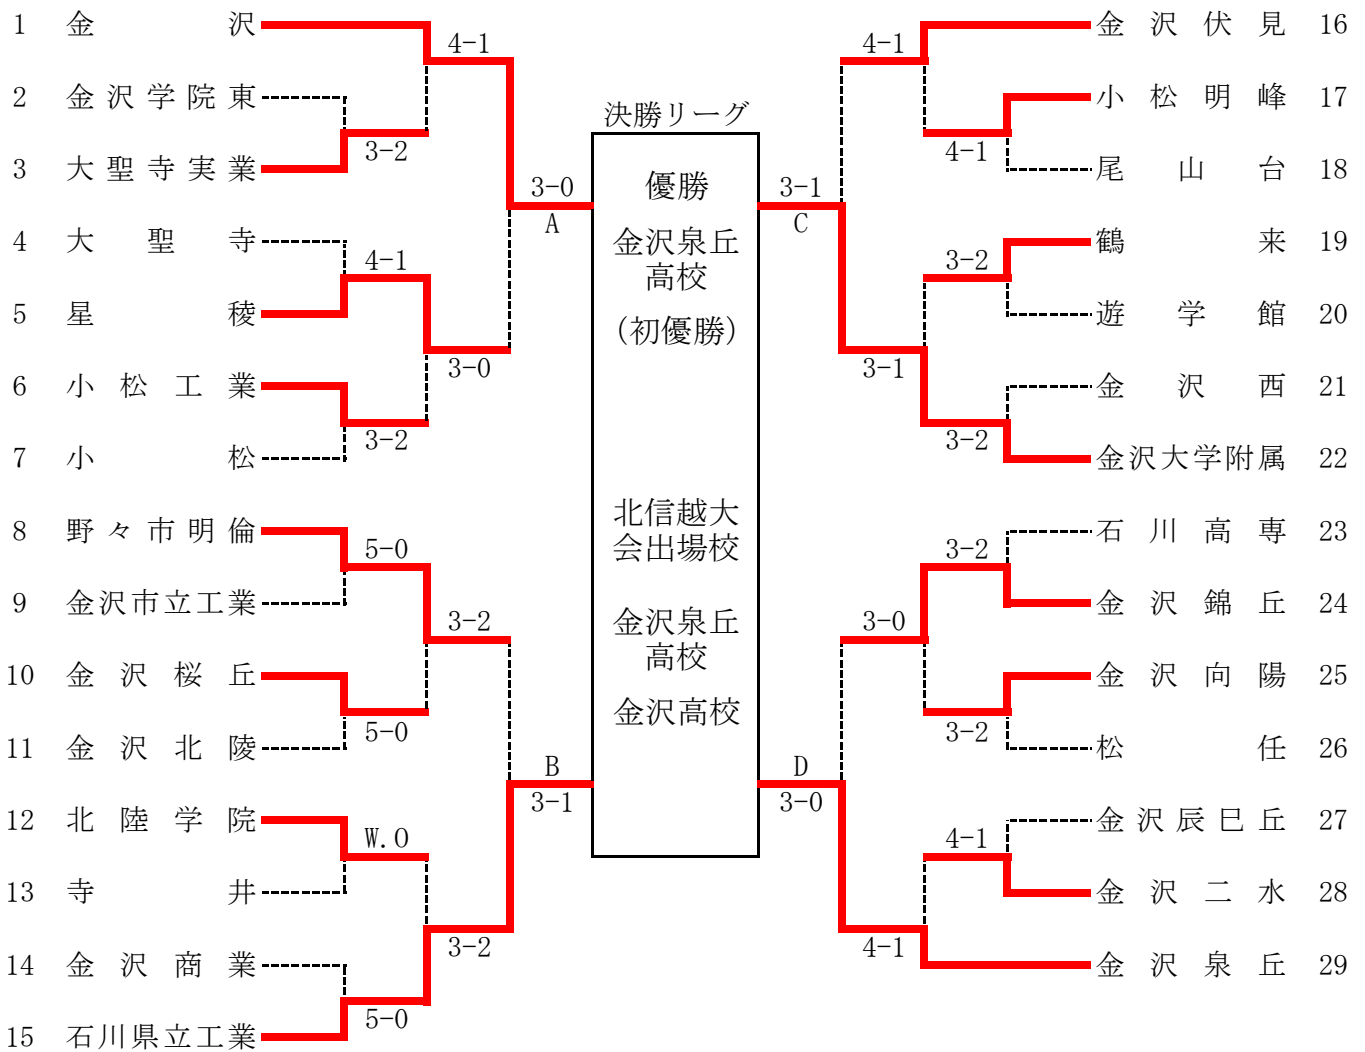 1 金沢
2 金沢学院東
3 大聖寺実業
4 大聖寺
5 星稜
6 小松工業
7 小松
8 野々市明倫
9 金沢市立工業
10 金沢桜丘
11 金沢北陵
12 北陸学院
13 寺井
14 金沢商業
15 石川県立工業
4-1
3-2
4-1
3-0
3-2
5-0
3-2
5-0
W.O
3-2
5-0
3-0
A
B
3-1
決勝リーグ
優勝
金沢泉丘
高校
(初優勝)
北信越大
会出場校
金沢泉丘
高校
金沢高校
3-1
C
D
3-0
4-1
4-1
3-2
3-1
3-2
3-2
3-0
3-2
4-1
4-1
金沢伏見 16
小松明峰 17
尾山台 18
鶴来 19
遊学館 20
金沢西 21
金沢大学附属 22
石川高専 23
金沢錦丘 24
金沢向陽 25
松任 26
金沢辰巳丘 27
金沢二水 28
金沢泉丘 29